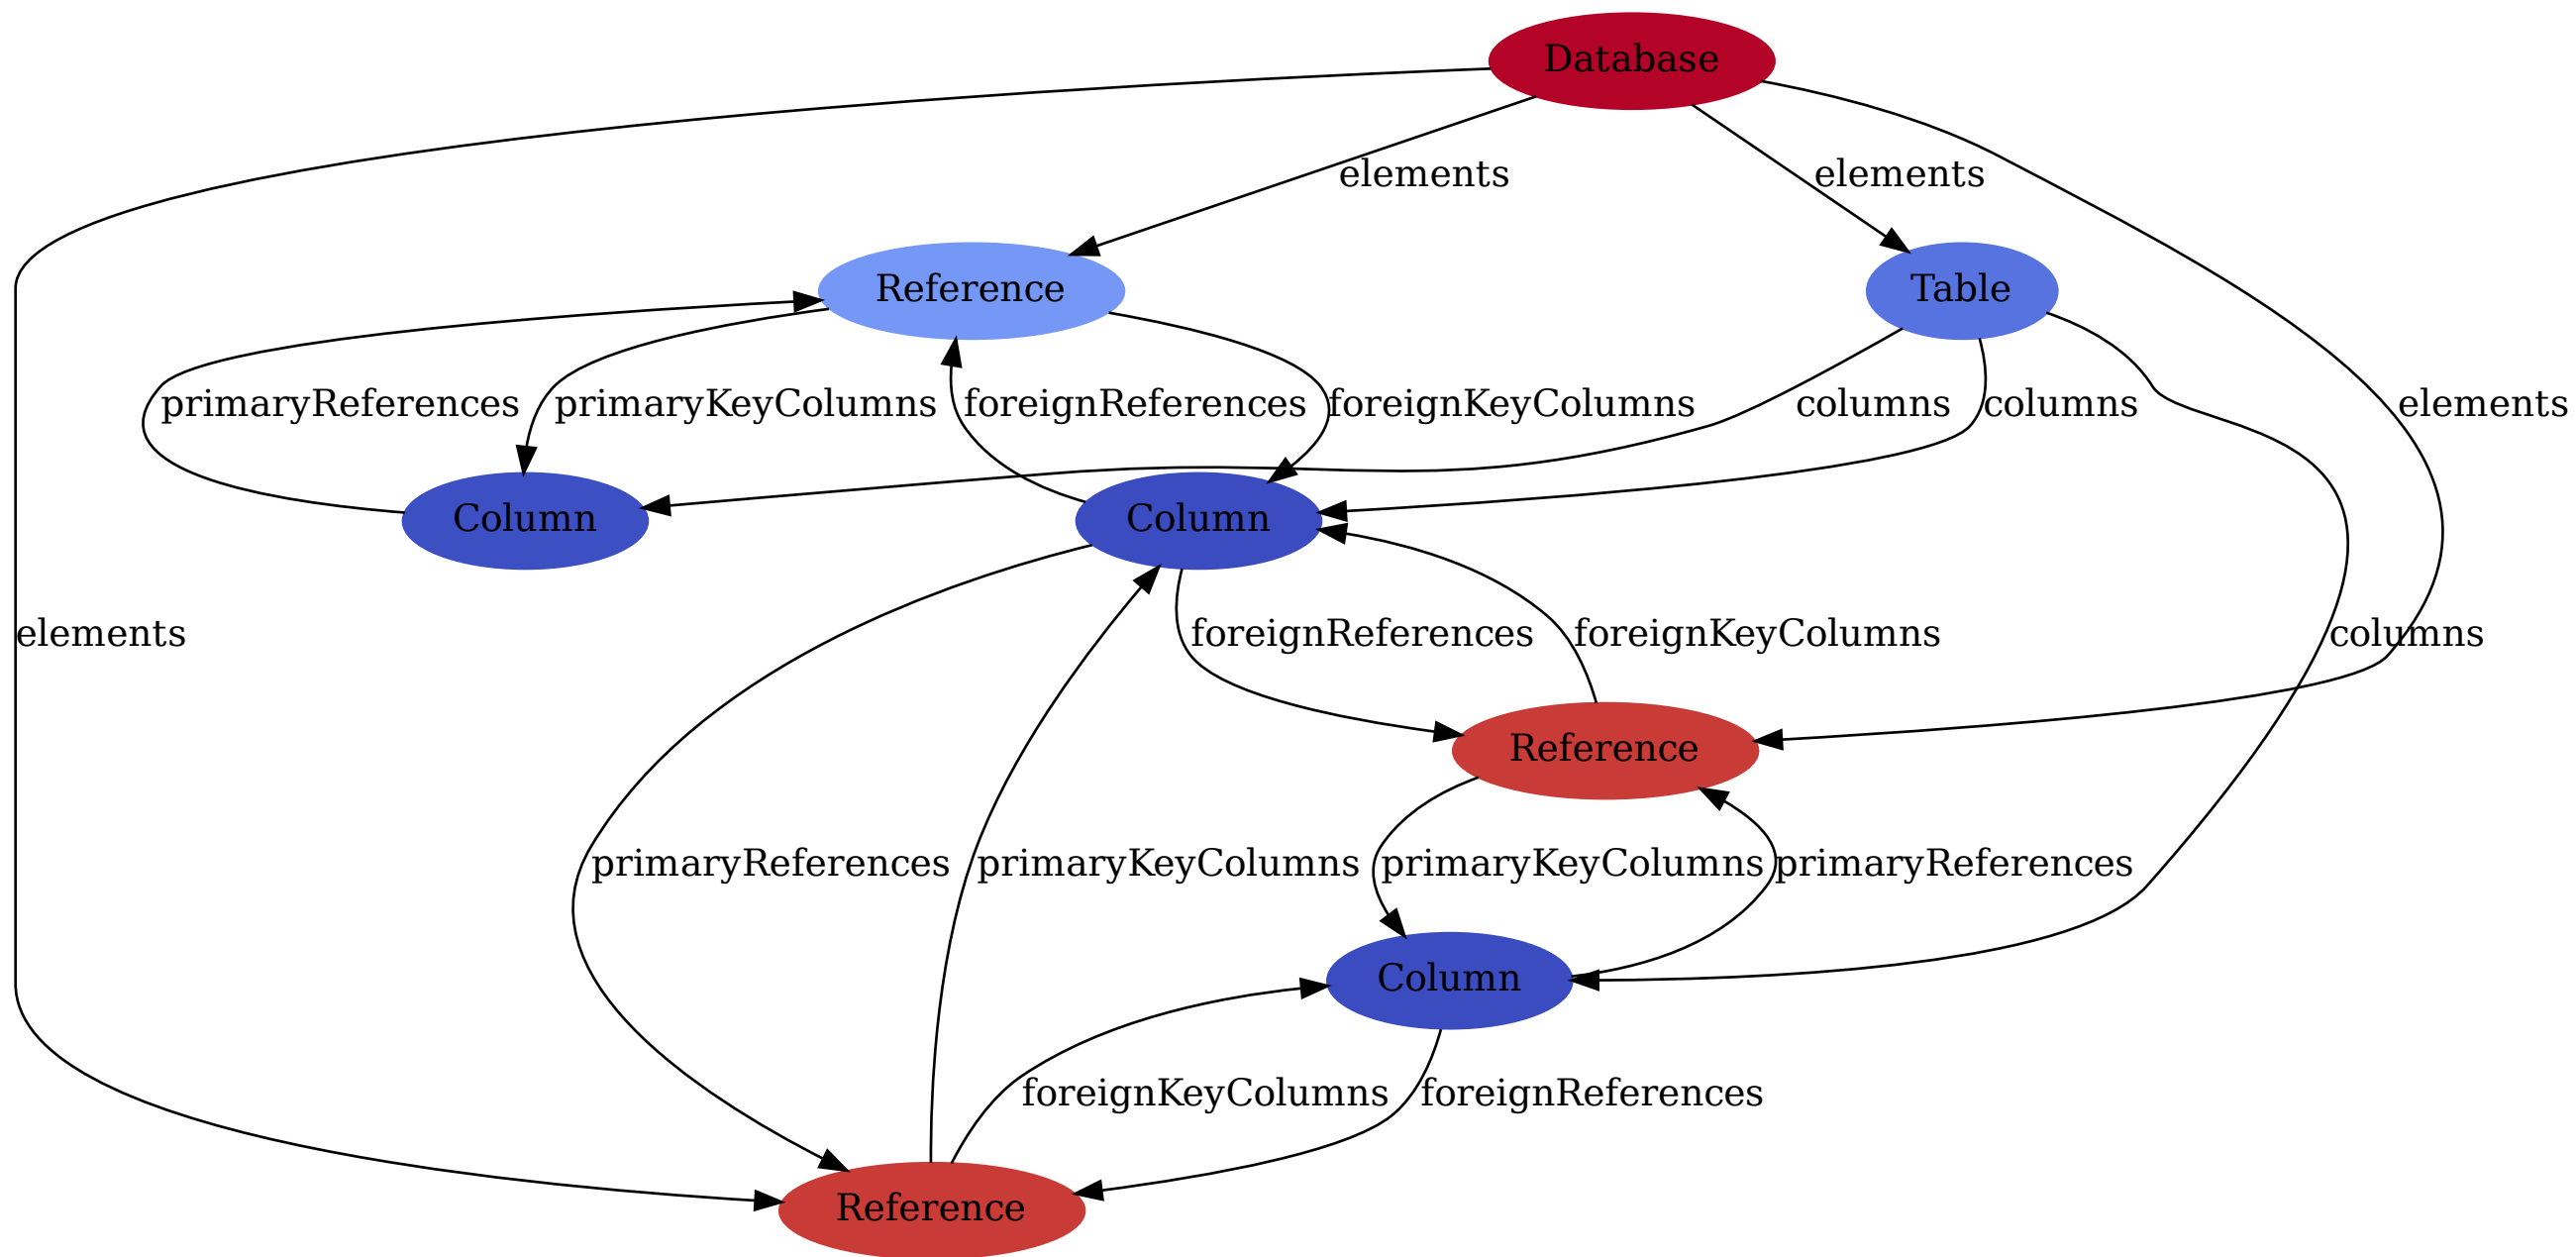 Database
elements
elements
Reference
Table
primaryReferences
primaryKeyColumns
foreignReferences
foreignKeyColumns
columns
columns
elements
Column
Column
elements
foreignReferences
foreignKeyColumns
columns
Reference
primaryReferences
primaryKeyColumns
primaryKeyColumns
primaryReferences
Column
foreignKeyColumns
foreignReferences
Reference